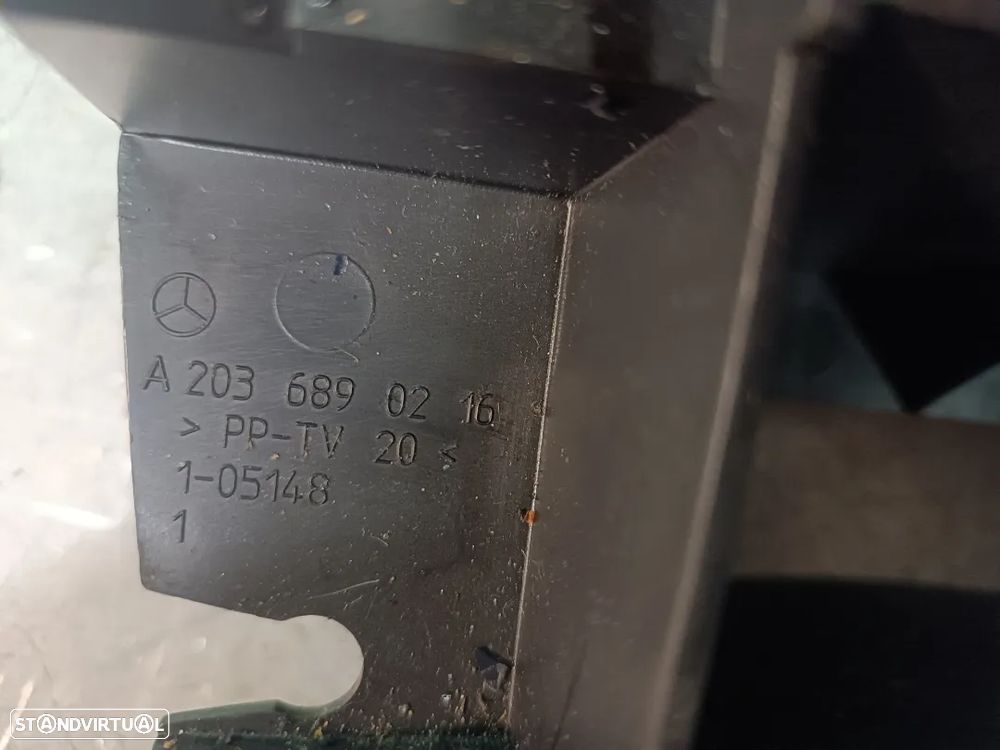 A 203 689 02 16
> PP-TV 20 <
1-05148
1
STANDVIRTUAL